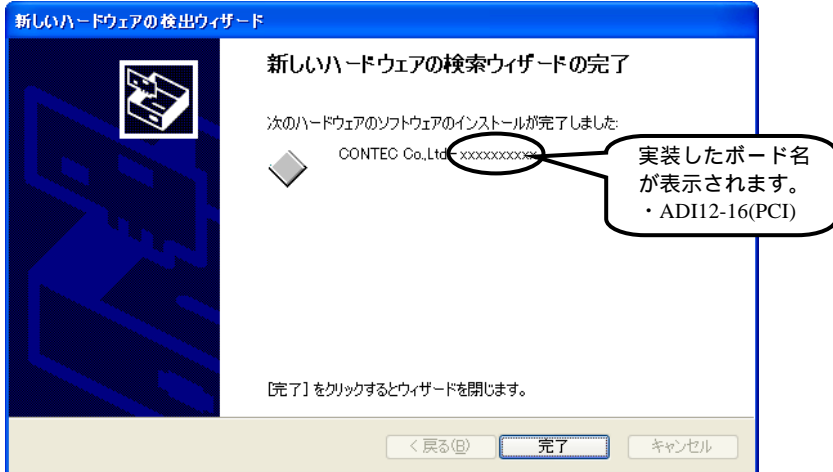 新しいハードウェアの検出ウィザード
新しいハードウェアの検索ウィザードの完了
次のハードウェアのソフトウェアのインストールが完了しました:
CONTEC Co.,Ltd- xxxxxxxxxx
実装したボード名
が表示されます。
・ADI12-16(PCI)
[完了] をクリックするとウィザードを閉じます。
< 戻る(B)
完了
キャンセル